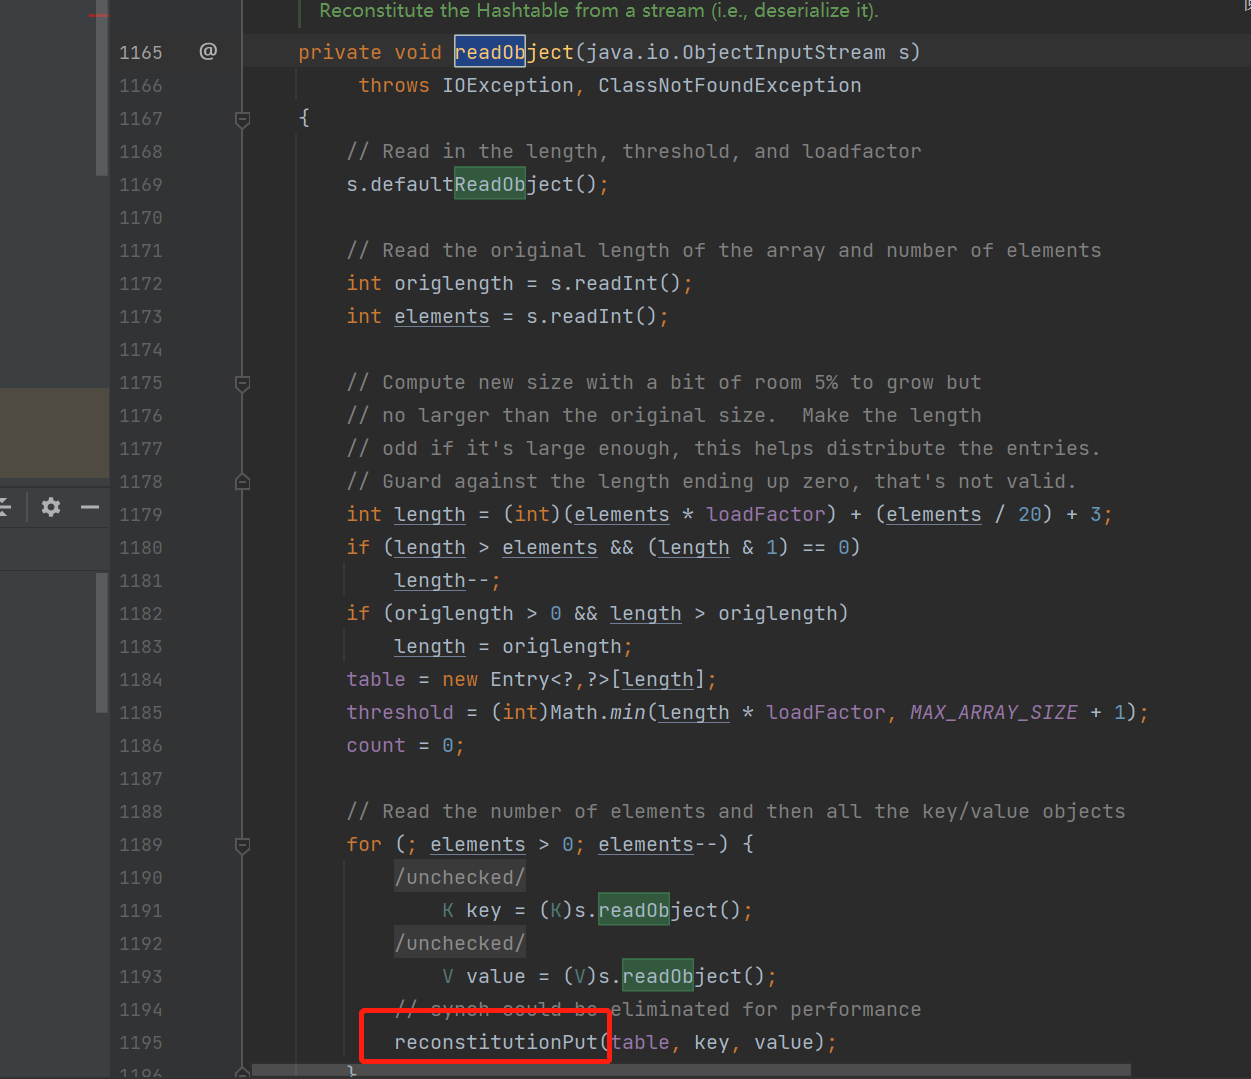 Reconstitute the Hashtable from a stream (i.e., deserialize it).
1165 @ private void readObject(java.io.ObjectInputStream s)
1166 throws IOException, ClassNotFoundException
1167 {
1168 // Read in the length, threshold, and loadfactor
1169 s.defaultReadObject();
1170
1171 // Read the original length of the array and number of elements
1172 int origlength = s.readInt();
1173 int elements = s.readInt();
1174
1175 // Compute new size with a bit of room 5% to grow but
1176 // no larger than the original size.  Make the length
1177 // odd if it's large enough, this helps distribute the entries.
1178 // Guard against the length ending up zero, that's not valid.
1179 int length = (int)(elements * loadFactor) + (elements / 20) + 3;
1180 if (length > elements && (length & 1) == 0)
1181 length--;
1182 if (origlength > 0 && length > origlength)
1183 length = origlength;
1184 table = new Entry<?,?>[length];
1185 threshold = (int)Math.min(length * loadFactor, MAX_ARRAY_SIZE + 1);
1186 count = 0;
1187
1188 // Read the number of elements and then all the key/value objects
1189 for (; elements > 0; elements--) {
1190 /unchecked/
1191 K key = (K)s.readObject();
1192 /unchecked/
1193 V value = (V)s.readObject();
1194 // synch could be eliminated for performance
1195 reconstitutionPut(table, key, value);
1196 }